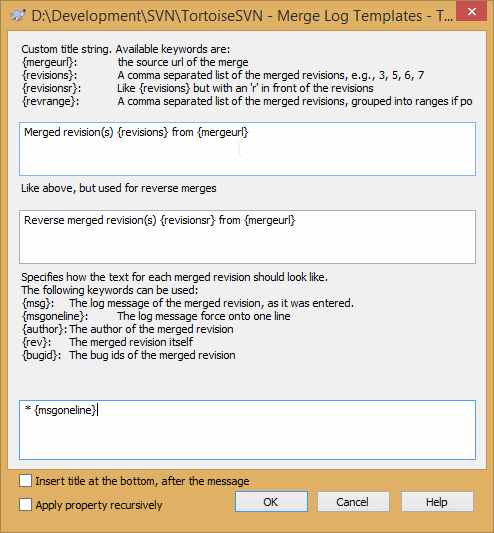 D:\Development\SVN\TortoiseSVN - Merge Log Templates - T...
Custom title string. Available keywords are:
{mergeurl}: the source url of the merge
{revisions}: A comma separated list of the merged revisions, e.g., 3, 5, 6, 7
{revisionsr}: Like {revisions} but with an 'r' in front of the revisions
{revrange}: A comma separated list of the merged revisions, grouped into ranges if po
Merged revision(s) {revisions} from {mergeurl}
Like above, but used for reverse merges
Reverse merged revision(s) {revisionsr} from {mergeurl}
Specifies how the text for each merged revision should look like.
The following keywords can be used:
{msg}: The log message of the merged revision, as it was entered.
{msgoneline}: The log message force onto one line
{author}: The author of the merged revision
{rev}: The merged revision itself
{bugid}: The bug ids of the merged revision
* {msgoneline}
Insert title at the bottom, after the message
Apply property recursively
OK Cancel Help